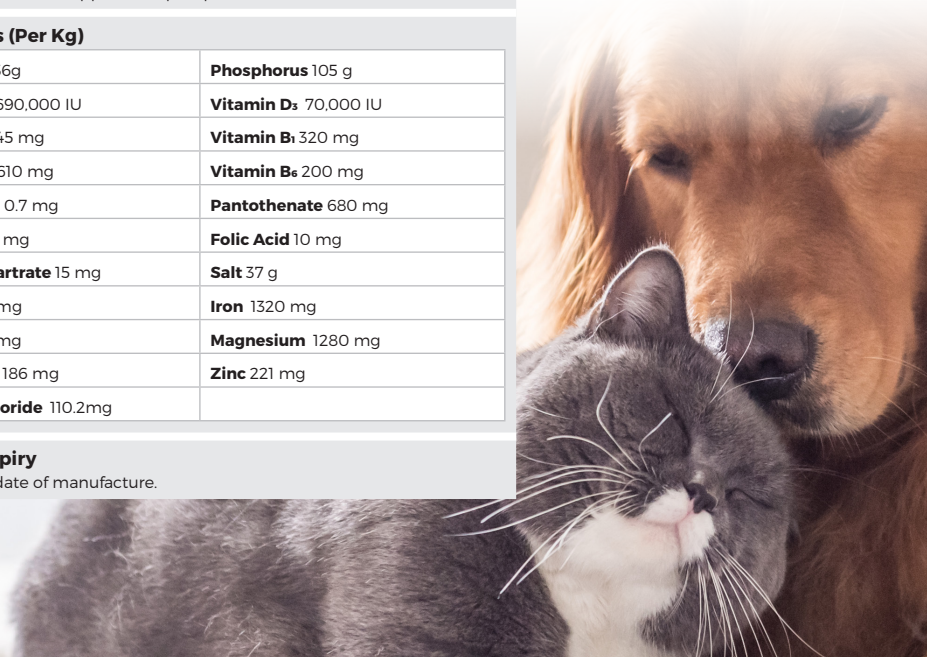 s (Per Kg)
6g Phosphorus 105 g
690,000 IU Vitamin D₃ 70,000 IU
45 mg Vitamin B₁ 320 mg
610 mg Vitamin B₆ 200 mg
0.7 mg Pantothenate 680 mg
mg Folic Acid 10 mg
artrate 15 mg Salt 37 g
mg Iron 1320 mg
mg Magnesium 1280 mg
186 mg Zinc 221 mg
oride 110.2mg
piry
date of manufacture.